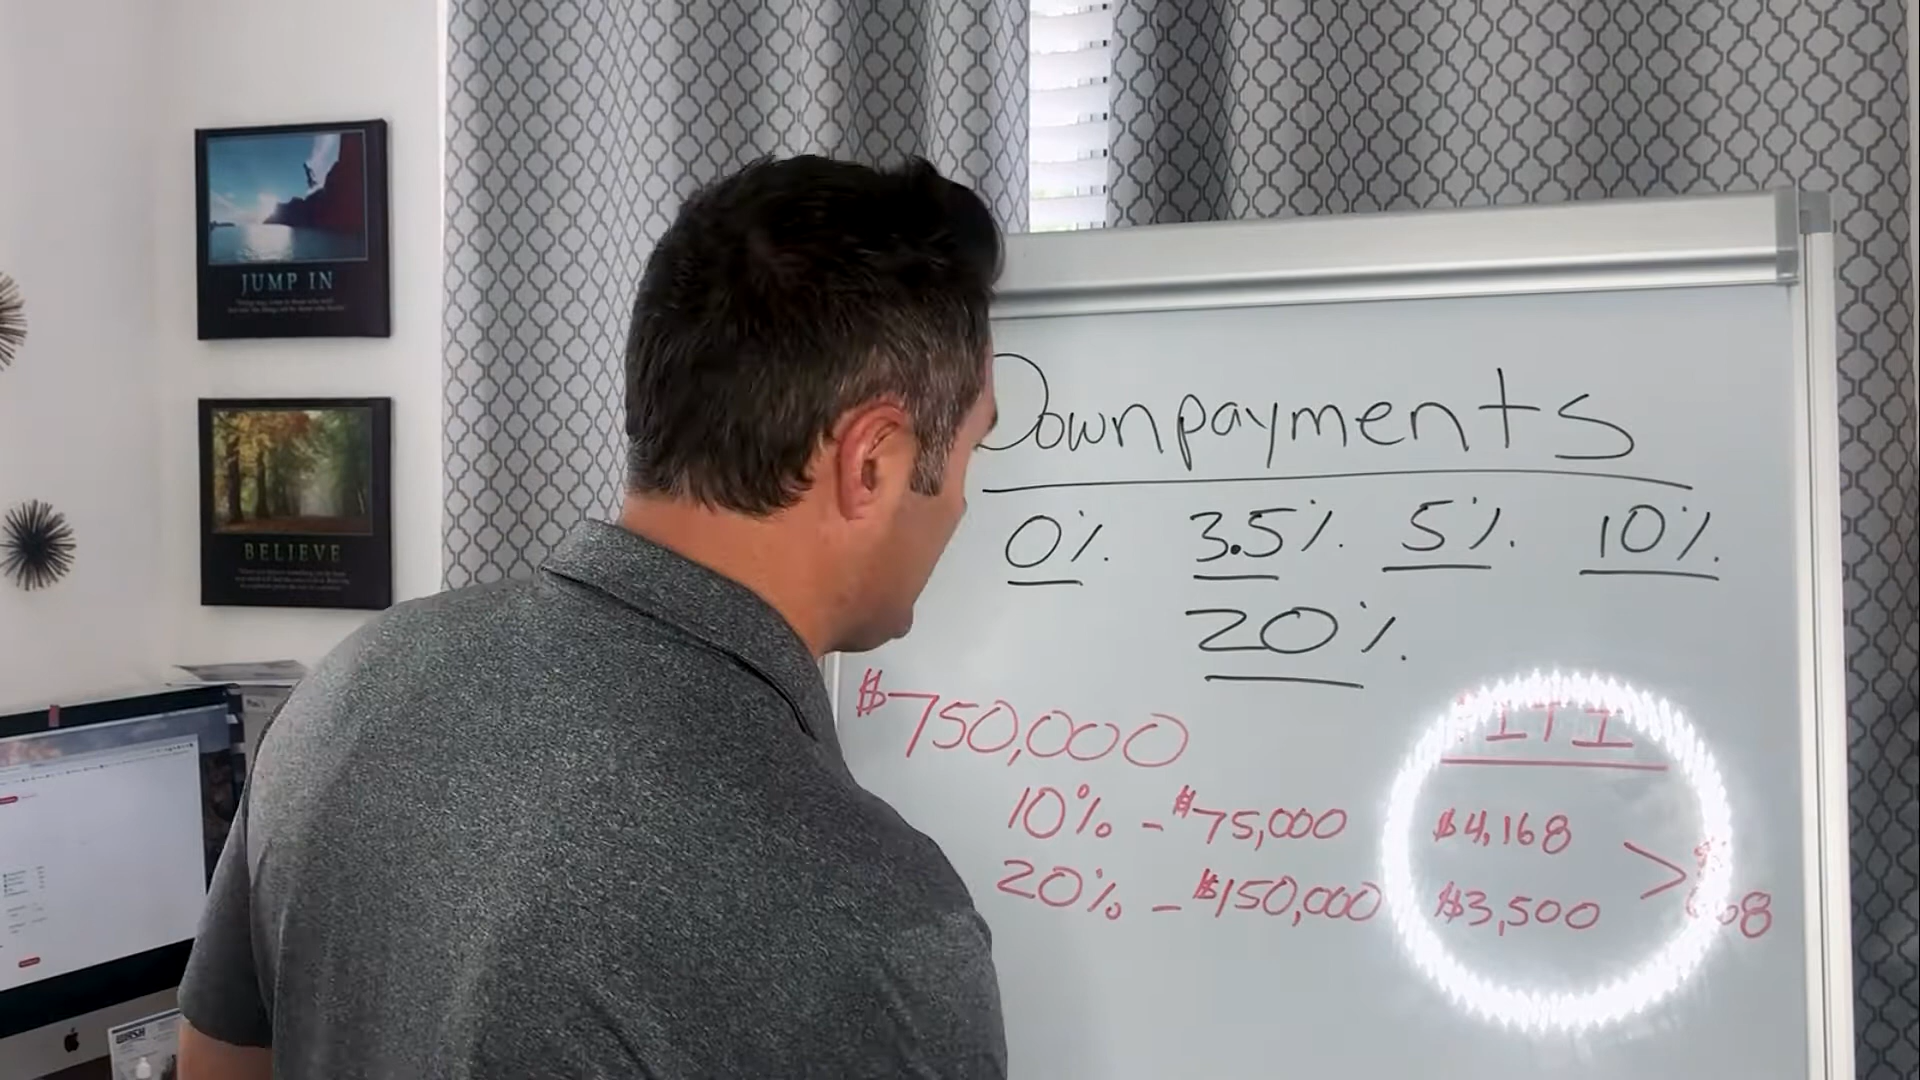 JUMP IN
BELIEVE
Downpayments
0% 3.5% 5% 10%
20%
$750,000
PITI
10% - $75,000 $4,168
20% - $150,000 $3,500